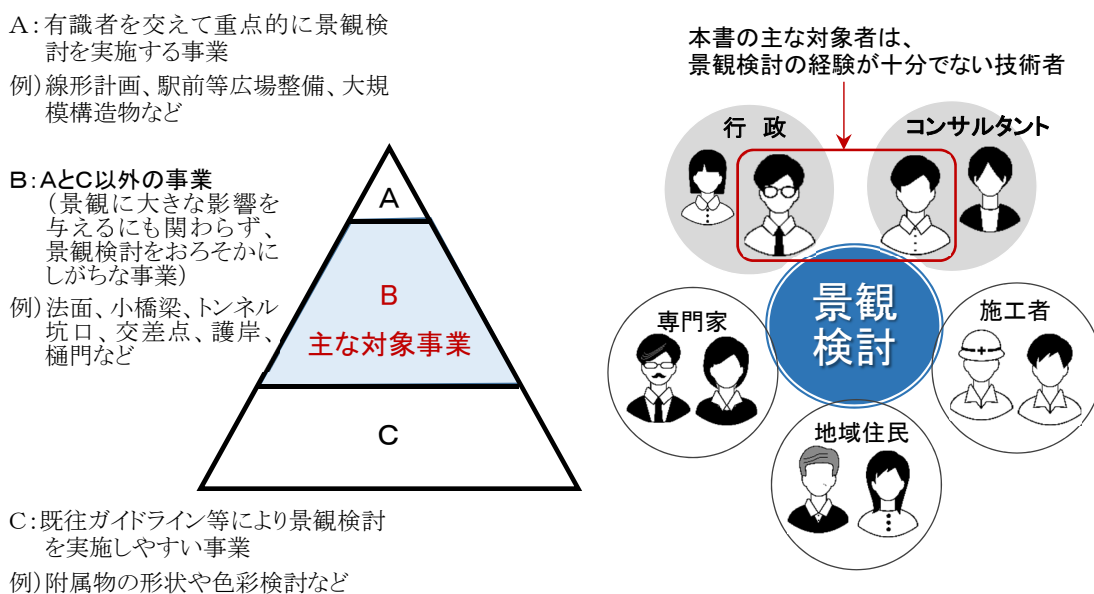 A：有識者を交えて重点的に景観検
討を実施する事業
例）線形計画、駅前等広場整備、大規
模構造物など
B：AとC以外の事業
（景観に大きな影響を
与えるにも関わらず、
景観検討をおろそかに
しがちな事業）
例）法面、小橋梁、トンネル
坑口、交差点、護岸、
樋門など
A
B
主な対象事業
C
C：既往ガイドライン等により景観検討
を実施しやすい事業
例）附属物の形状や色彩検討など
本書の主な対象者は、
景観検討の経験が十分でない技術者
行 政
コンサルタント
景観
検討
専門家
施工者
地域住民